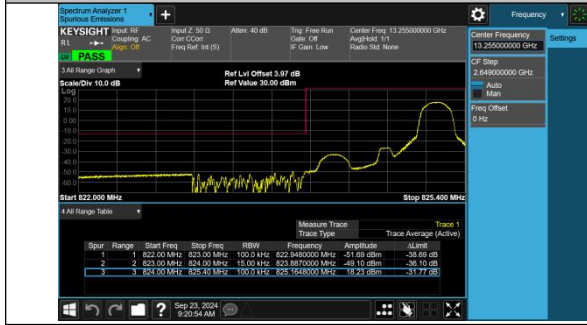 Spectrum Analyzer 1
Spurious Emissions
Frequency
KEYSIGHT Input: RF Input Z: 50 Ω Atten: 40 dB Trig: Free Run Center Freq: 13.255000000 GHz
R L Coupling: AC Corr CCorr Gate: Off Avg|Hold: 1/1
Align: Off Freq Ref: Int (S) IF Gain: Low Radio Std: None
PASS
Center Frequency
13.255000000 GHz
Settings
CF Step
2.649000000 GHz
Auto
Man
Freq Offset
0 Hz
3 All Range Graph
Ref Lvl Offset 3.97 dB
Scale/Div 10.0 dB Ref Value 30.00 dBm
Log
20.0
10.0
0.00
-10.0
-20.0
-30.0
-40.0
-50.0
-60.0
Start 822.000 MHz Stop 825.400 MHz
4 All Range Table
Measure Trace Trace 1
Trace Type Trace Average (Active)
Spur Range Start Freq Stop Freq RBW Frequency Amplitude ΔLimit
1 1 822.00 MHz 823.00 MHz 100.0 kHz 822.9480000 MHz -51.69 dBm -38.69 dB
2 2 823.00 MHz 824.00 MHz 15.00 kHz 823.8870000 MHz -49.10 dBm -36.10 dB
3 3 824.00 MHz 825.40 MHz 100.0 kHz 825.1648000 MHz 18.23 dBm -31.77 dB
Sep 23, 2024
9:20:54 AM